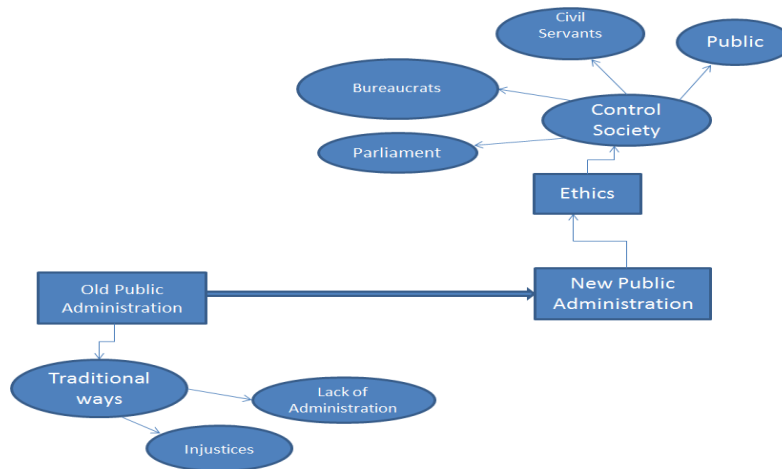 Civil
Servants
Public
Bureaucrats
Control
Society
Parliament
Ethics
Old Public
Administration
New Public
Administration
Traditional
ways
Lack of
Administration
Injustices